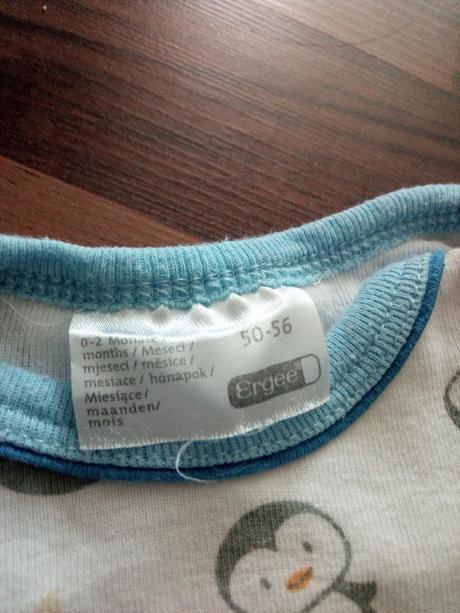 0-2 Monate
months / Meseci /
mjeseci / měsíce /
mesiace / hónapok /
Miesiące/
maanden/
mois
50-56
Ergee